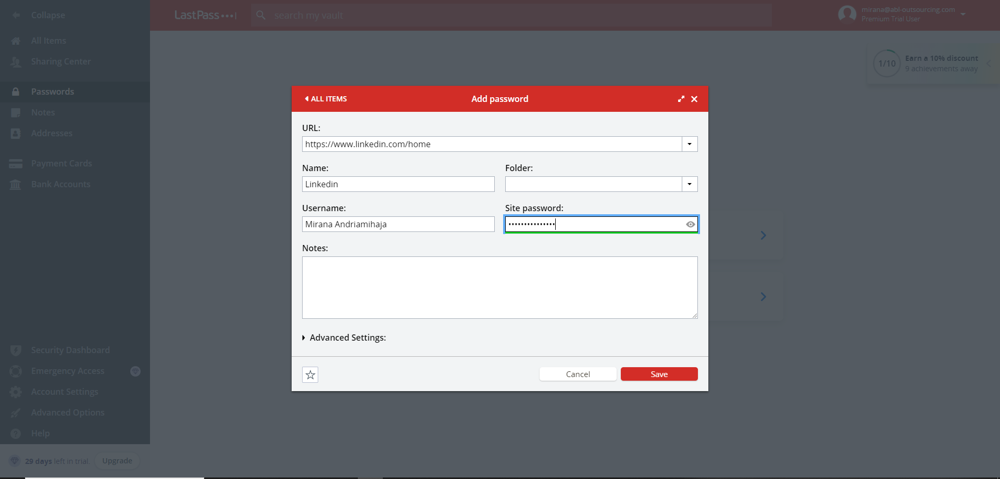 Collapse
LastPass
search my vault
mirana@abl-outsourcing.com
Premium Trial User
All Items
Sharing Center
1/10
Earn a 10% discount
9 achievements away
Passwords
Notes
Addresses
Payment Cards
Bank Accounts
ALL ITEMS
Add password
URL:
https://www.linkedin.com/home
Name:
Folder:
Linkedin
Username:
Site password:
Mirana Andriamihaja
•••••••••••••••
Notes:
Advanced Settings:
Cancel
Save
Security Dashboard
Emergency Access
Account Settings
Advanced Options
Help
29 days left in trial.
Upgrade